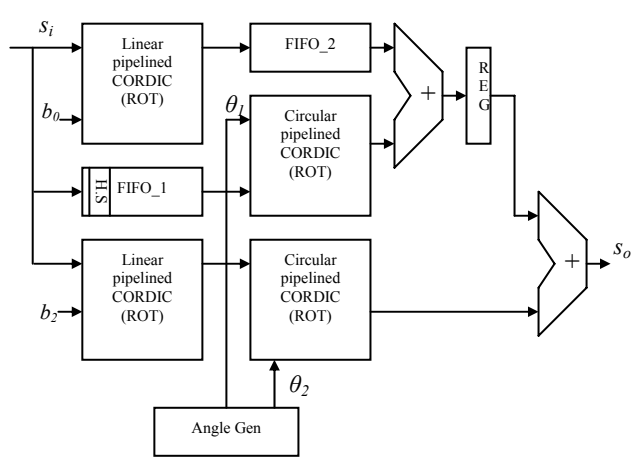 s_i
Linear
pipelined
CORDIC
(ROT)
FIFO_2
+
R
E
G
b_0
θ_1
Circular
pipelined
CORDIC
(ROT)
H.S
FIFO_1
Linear
pipelined
CORDIC
(ROT)
Circular
pipelined
CORDIC
(ROT)
+
s_o
b_2
θ_2
Angle Gen